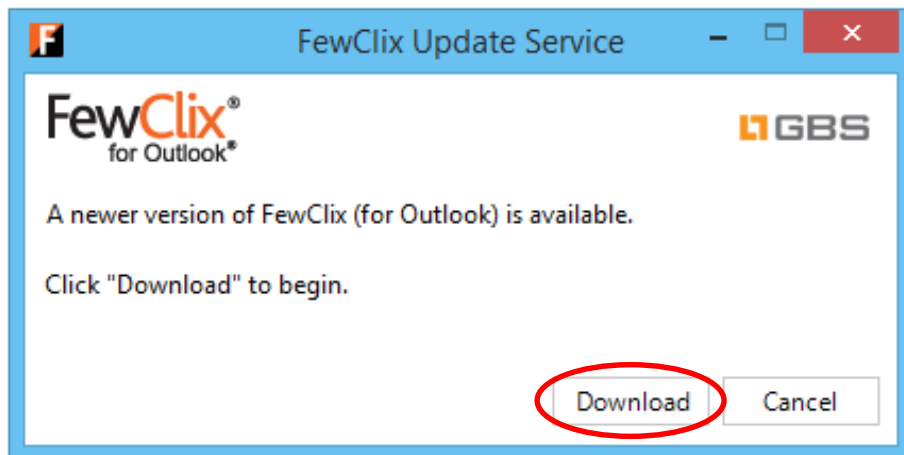 FewClix Update Service
FewClix®
for Outlook®
GBS
A newer version of FewClix (for Outlook) is available.
Click "Download" to begin.
Download Cancel